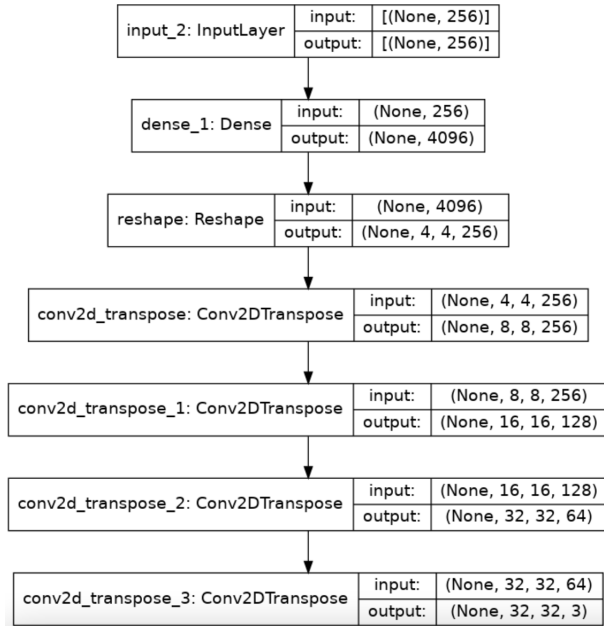 input_2: InputLayer input: [(None, 256)]
output: [(None, 256)]
dense_1: Dense input: (None, 256)
output: (None, 4096)
reshape: Reshape input: (None, 4096)
output: (None, 4, 4, 256)
conv2d_transpose: Conv2DTranspose input: (None, 4, 4, 256)
output: (None, 8, 8, 256)
conv2d_transpose_1: Conv2DTranspose input: (None, 8, 8, 256)
output: (None, 16, 16, 128)
conv2d_transpose_2: Conv2DTranspose input: (None, 16, 16, 128)
output: (None, 32, 32, 64)
conv2d_transpose_3: Conv2DTranspose input: (None, 32, 32, 64)
output: (None, 32, 32, 3)